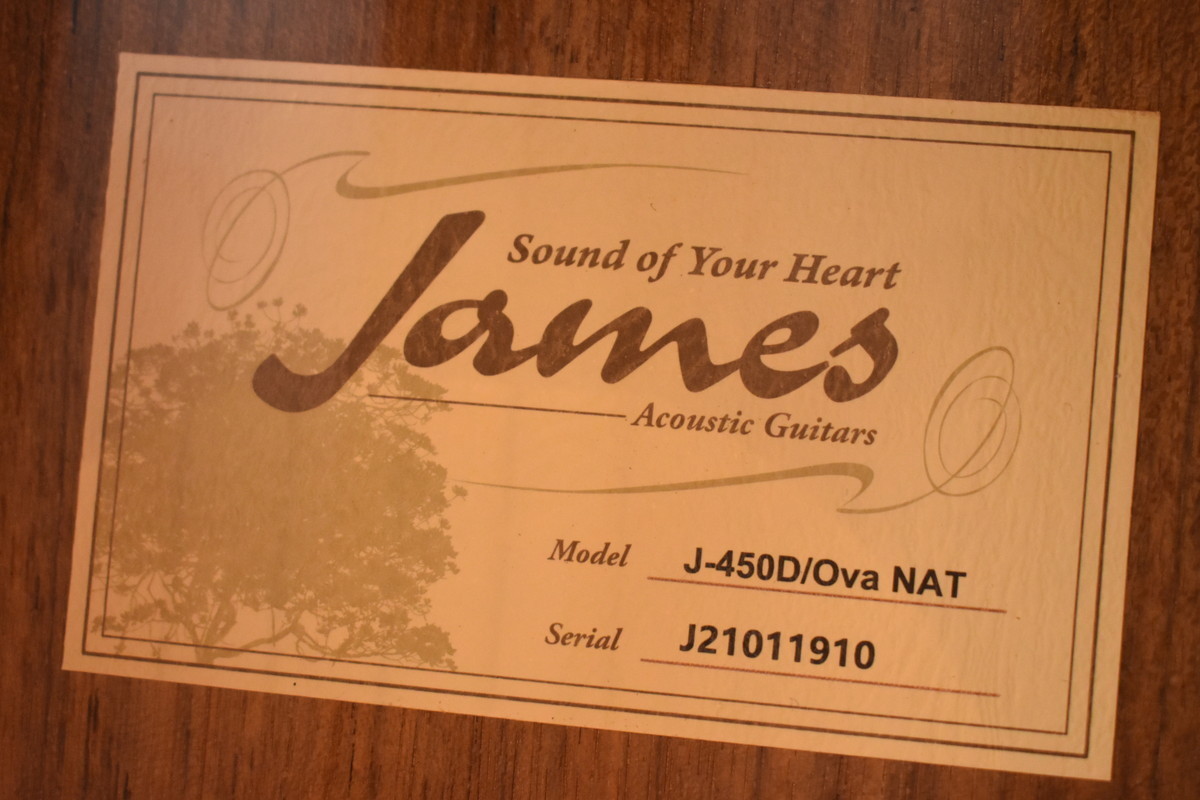 Sound of Your Heart
James
Acoustic Guitars
Model J-450D/Ova NAT
Serial J21011910